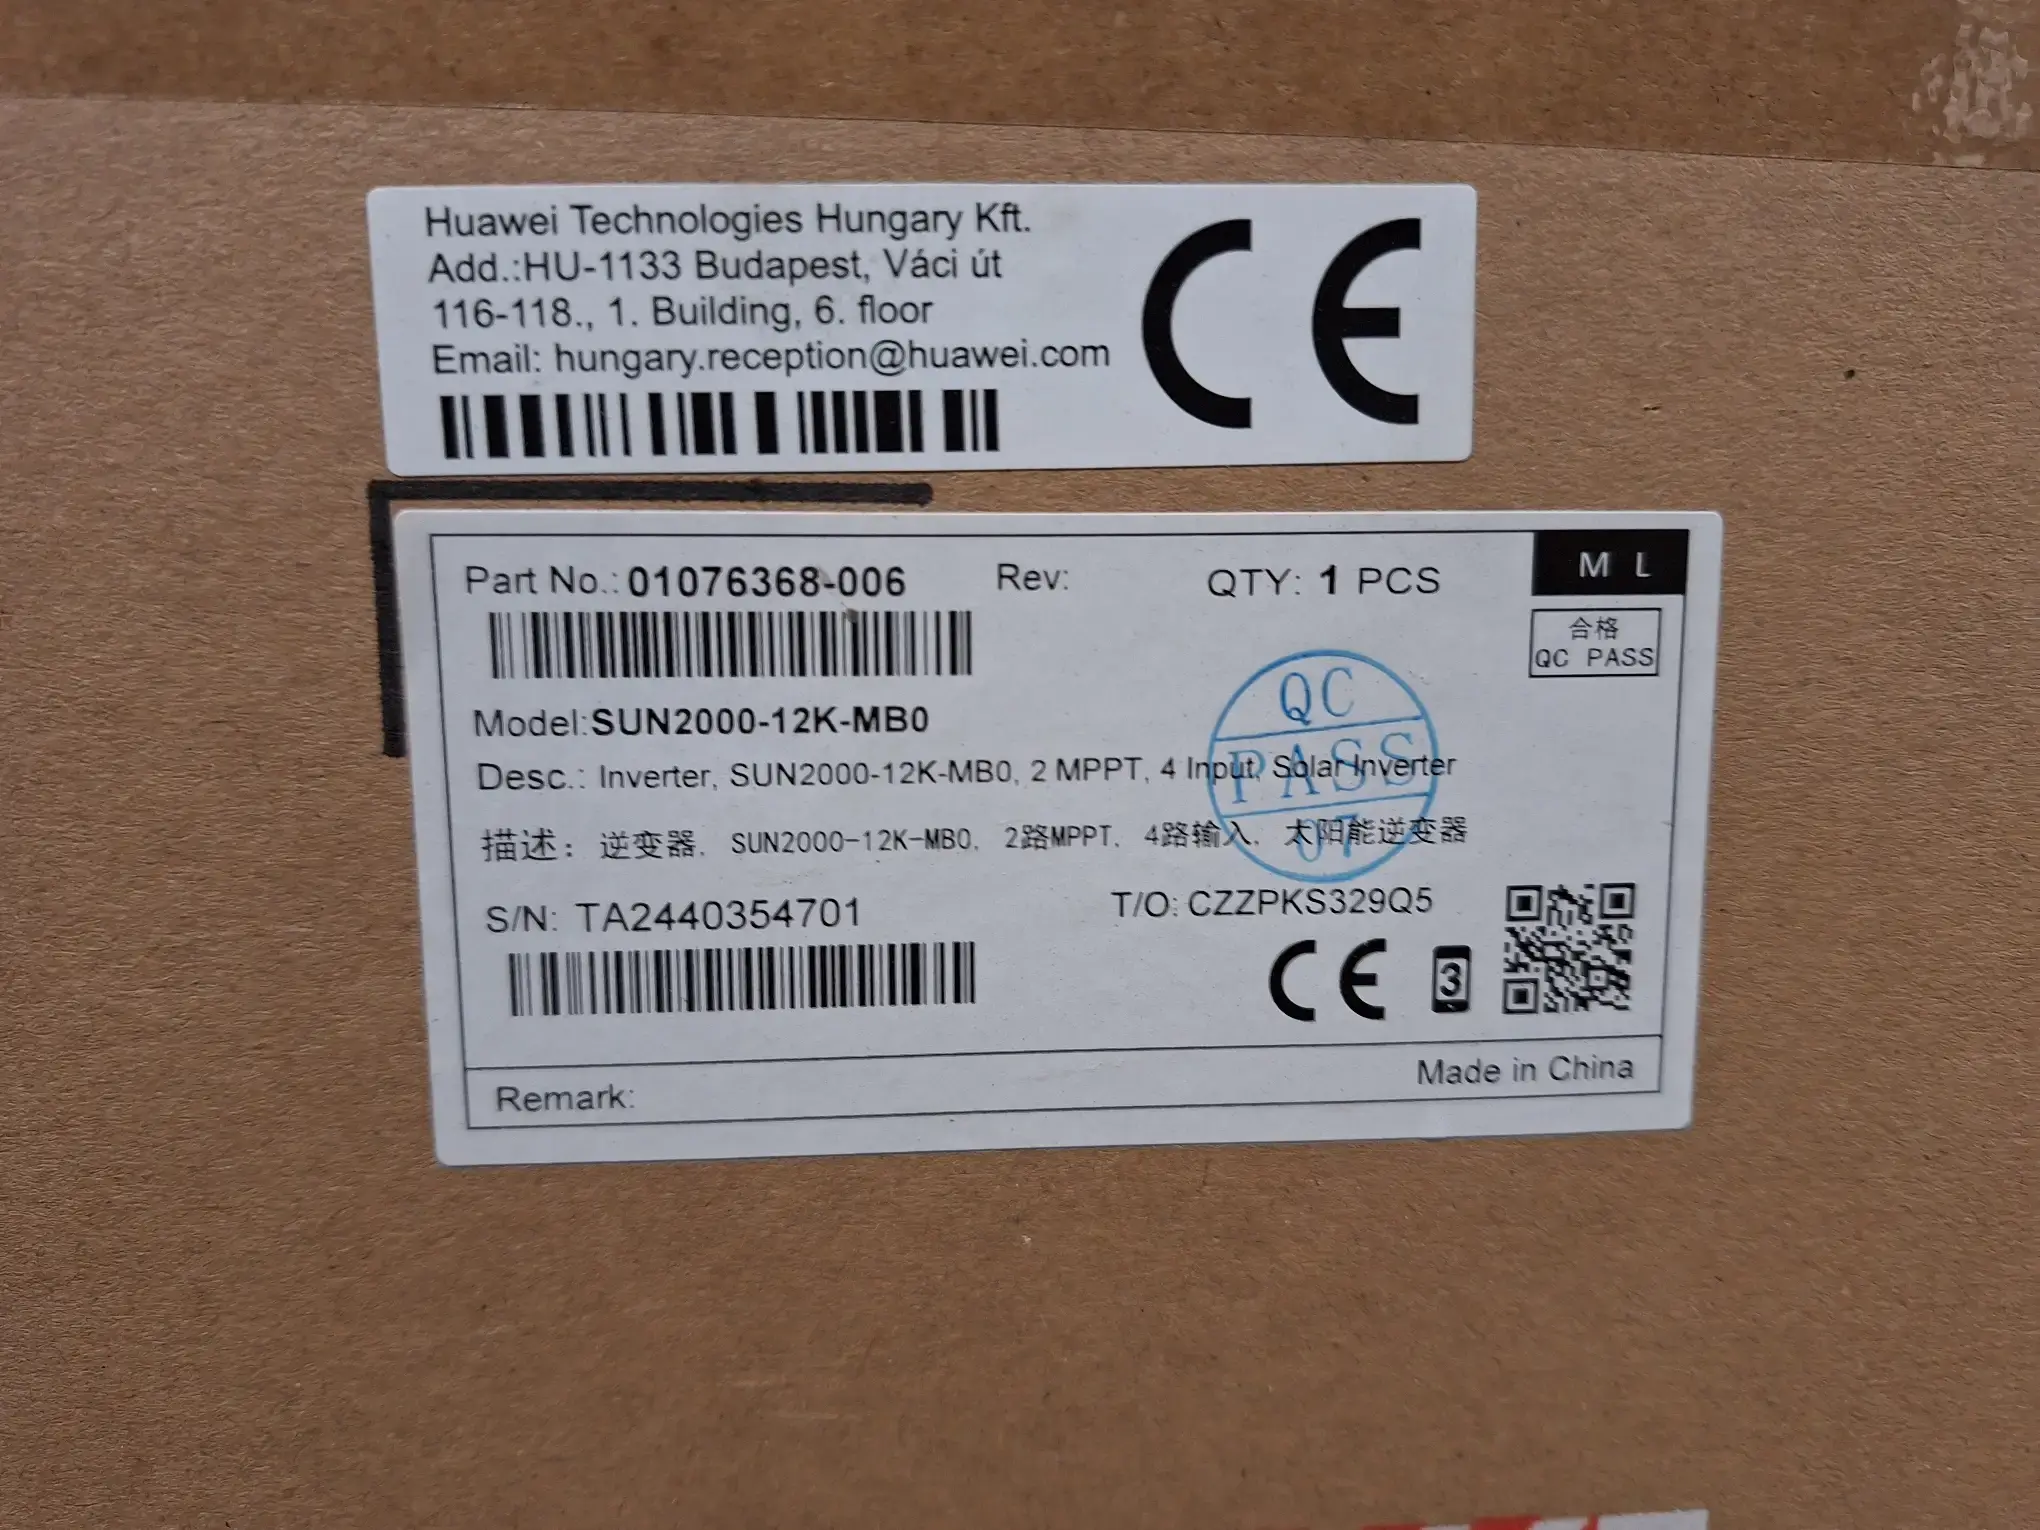 Huawei Technologies Hungary Kft.
Add.:HU-1133 Budapest, Váci út
116-118., 1. Building, 6. floor
Email: hungary.reception@huawei.com
CE
Part No.: 01076368-006 Rev: QTY: 1 PCS
M L
合格
QC PASS
Model:SUN2000-12K-MB0
QC
PASS
07
Desc.: Inverter, SUN2000-12K-MB0, 2 MPPT, 4 Input, Solar Inverter
描述: 逆变器, SUN2000-12K-MB0, 2路MPPT, 4路输入, 太阳能逆变器
S/N: TA2440354701 T/O: CZZPKS329Q5
CE 3
Made in China
Remark: